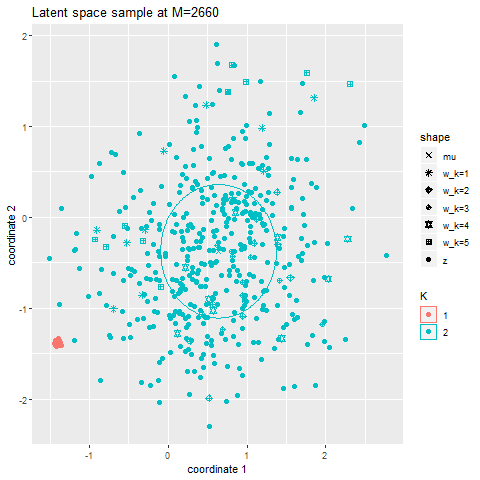 Latent space sample at M=2660
2
1
0
-1
-2
coordinate 2
-1
0
1
2
coordinate 1
shape
mu
w_k=1
w_k=2
w_k=3
w_k=4
w_k=5
z
K
1
2